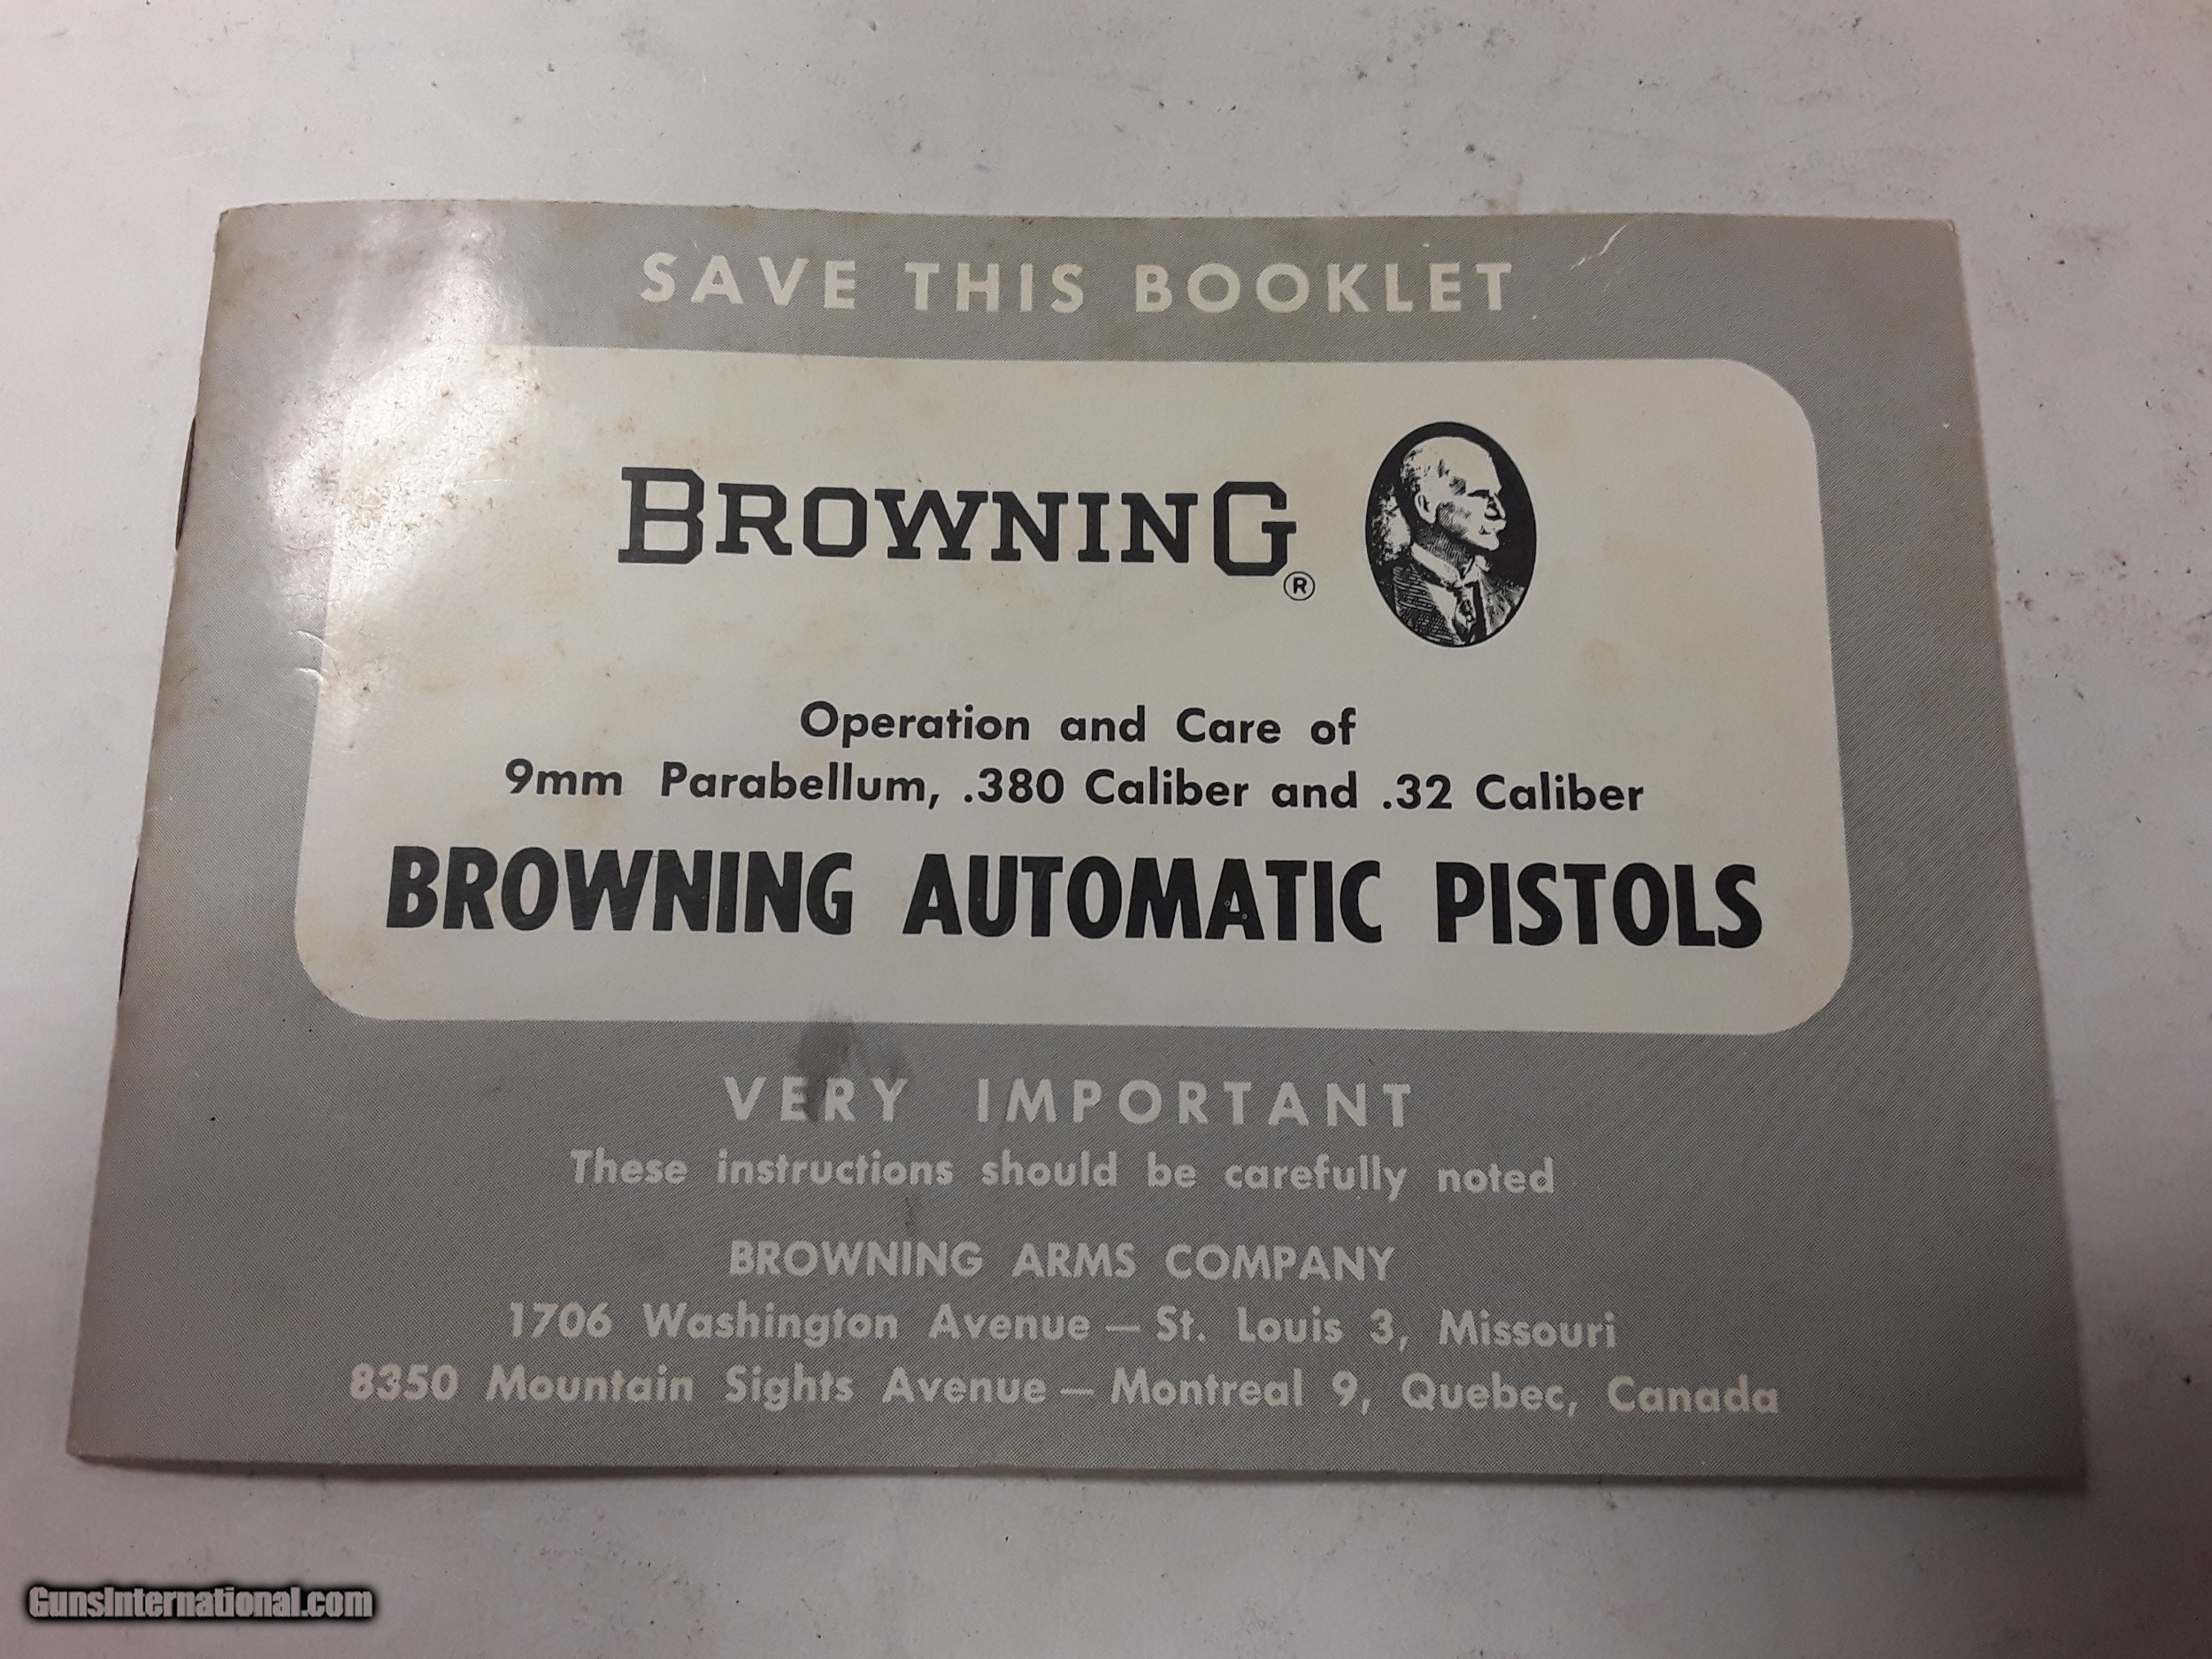 SAVE THIS BOOKLET
BROWNING®
Operation and Care of
9mm Parabellum, .380 Caliber and .32 Caliber
BROWNING AUTOMATIC PISTOLS
VERY IMPORTANT
These instructions should be carefully noted
BROWNING ARMS COMPANY
1706 Washington Avenue — St. Louis 3, Missouri
8350 Mountain Sights Avenue — Montreal 9, Quebec, Canada
GunsInternational.com